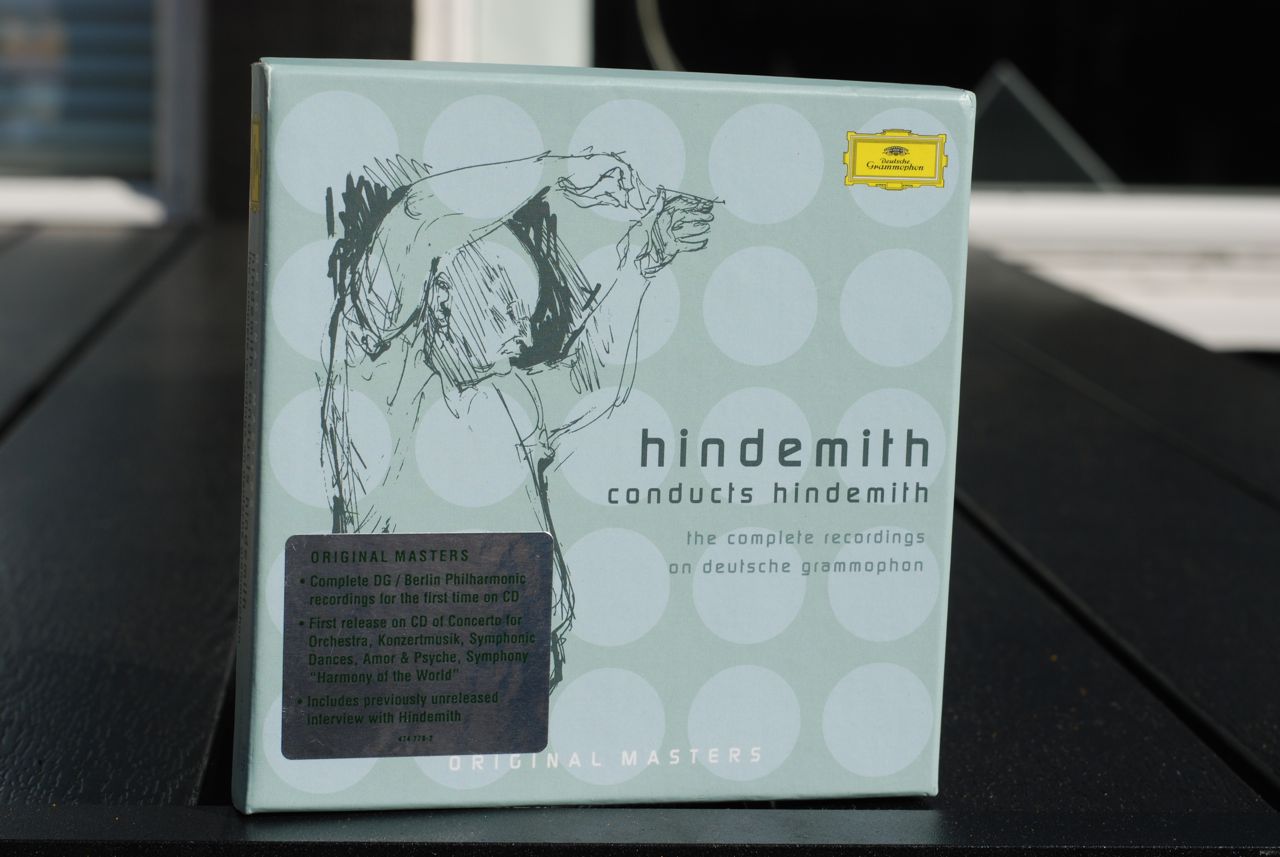 Deutsche
Grammophon
hindemith
conducts hindemith
the complete recordings
on deutsche grammophon
ORIGINAL MASTERS
• Complete DG / Berlin Philharmonic
recordings for the first time on CD
• First release on CD of Concerto for
Orchestra, Konzertmusik, Symphonic
Dances, Amor & Psyche, Symphony
"Harmony of the World"
• Includes previously unreleased
interview with Hindemith
ORIGINAL MASTERS